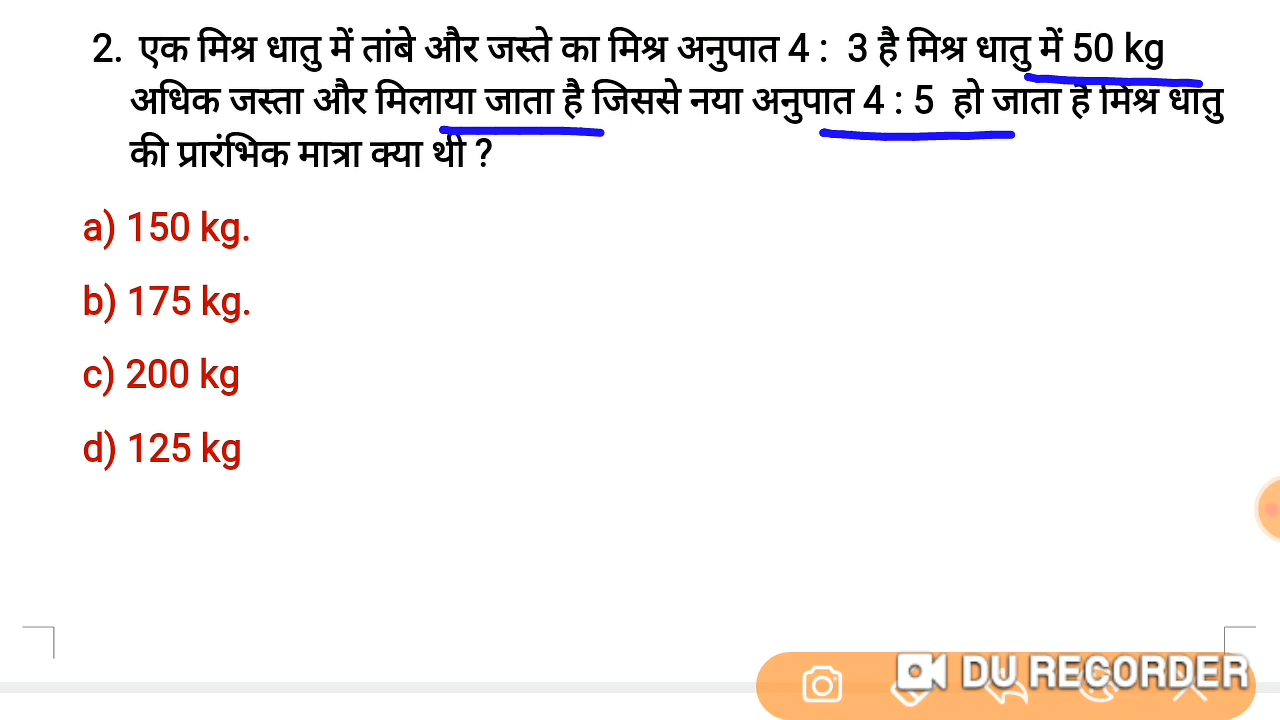 2. एक मिश्र धातु में तांबे और जस्ते का मिश्र अनुपात 4 : 3 है मिश्र धातु में 50 kg
अधिक जस्ता और मिलाया जाता है जिससे नया अनुपात 4 : 5 हो जाता है मिश्र धातु
की प्रारंभिक मात्रा क्या थी ?
a) 150 kg.
b) 175 kg.
c) 200 kg
d) 125 kg
DU RECORDER